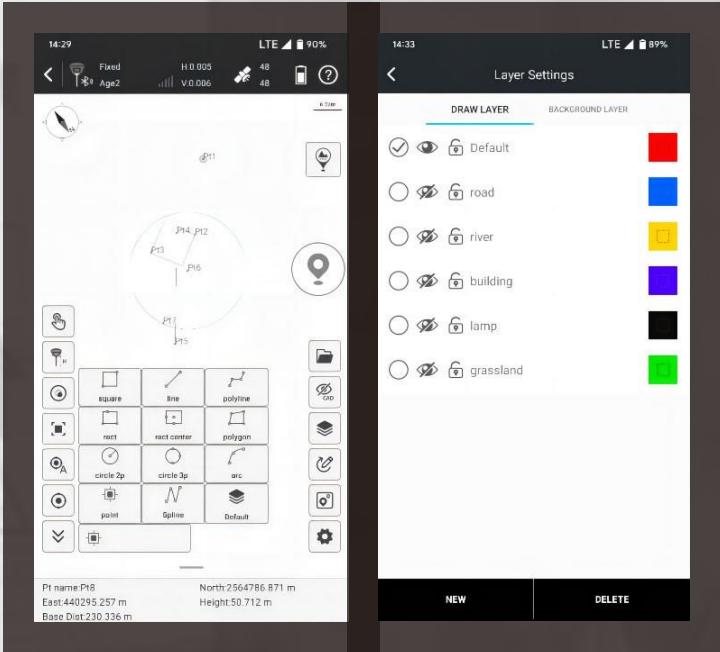 14:29
LTE 90%
Fixed
H:0.005
48
Age2
V:0.006
48
Pt1
Pt4
Pt2
Pt3
Pt6
Pt7
Pt5
H
CAD
A
square
line
polyline
rect
rect center
polygon
circle 2p
circle 3p
arc
point
Spline
Default
Pt name:Pt8
North:2564786.871 m
East:440295.257 m
Height:50.712 m
Base Dist:230.336 m
14:33
LTE 89%
Layer Settings
DRAW LAYER
BACKGROUND LAYER
Default
road
river
building
lamp
grassland
NEW
DELETE